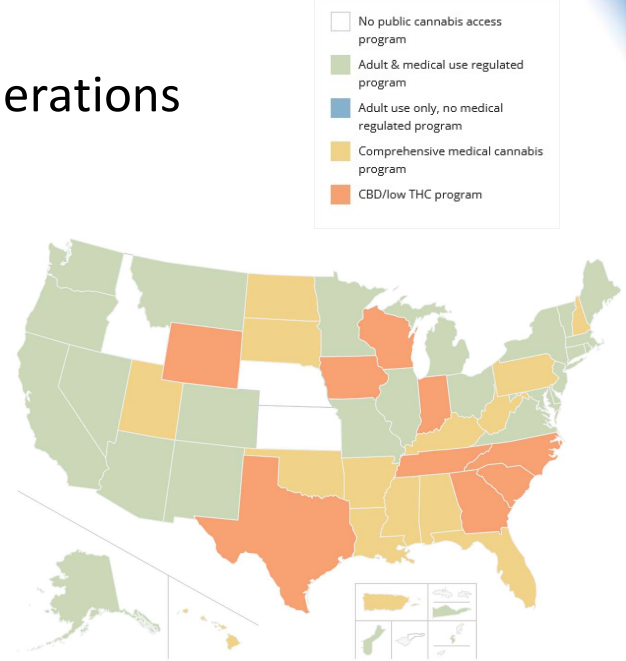 erations
No public cannabis access
program
Adult & medical use regulated
program
Adult use only, no medical
regulated program
Comprehensive medical cannabis
program
CBD/low THC program